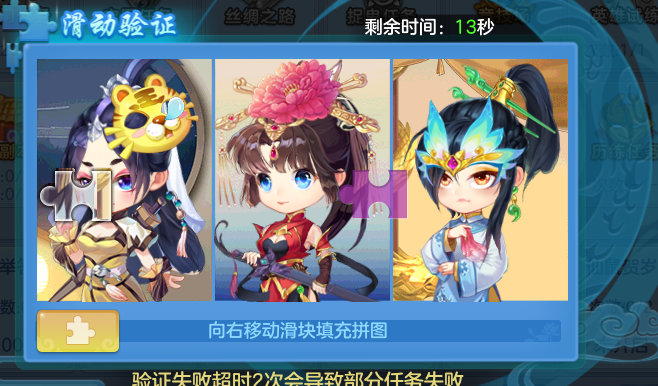 丝绸之路
滑动验证
剩余时间：13秒
向右移动滑块填充拼图
验证失败超时2次会导致部分任务失败